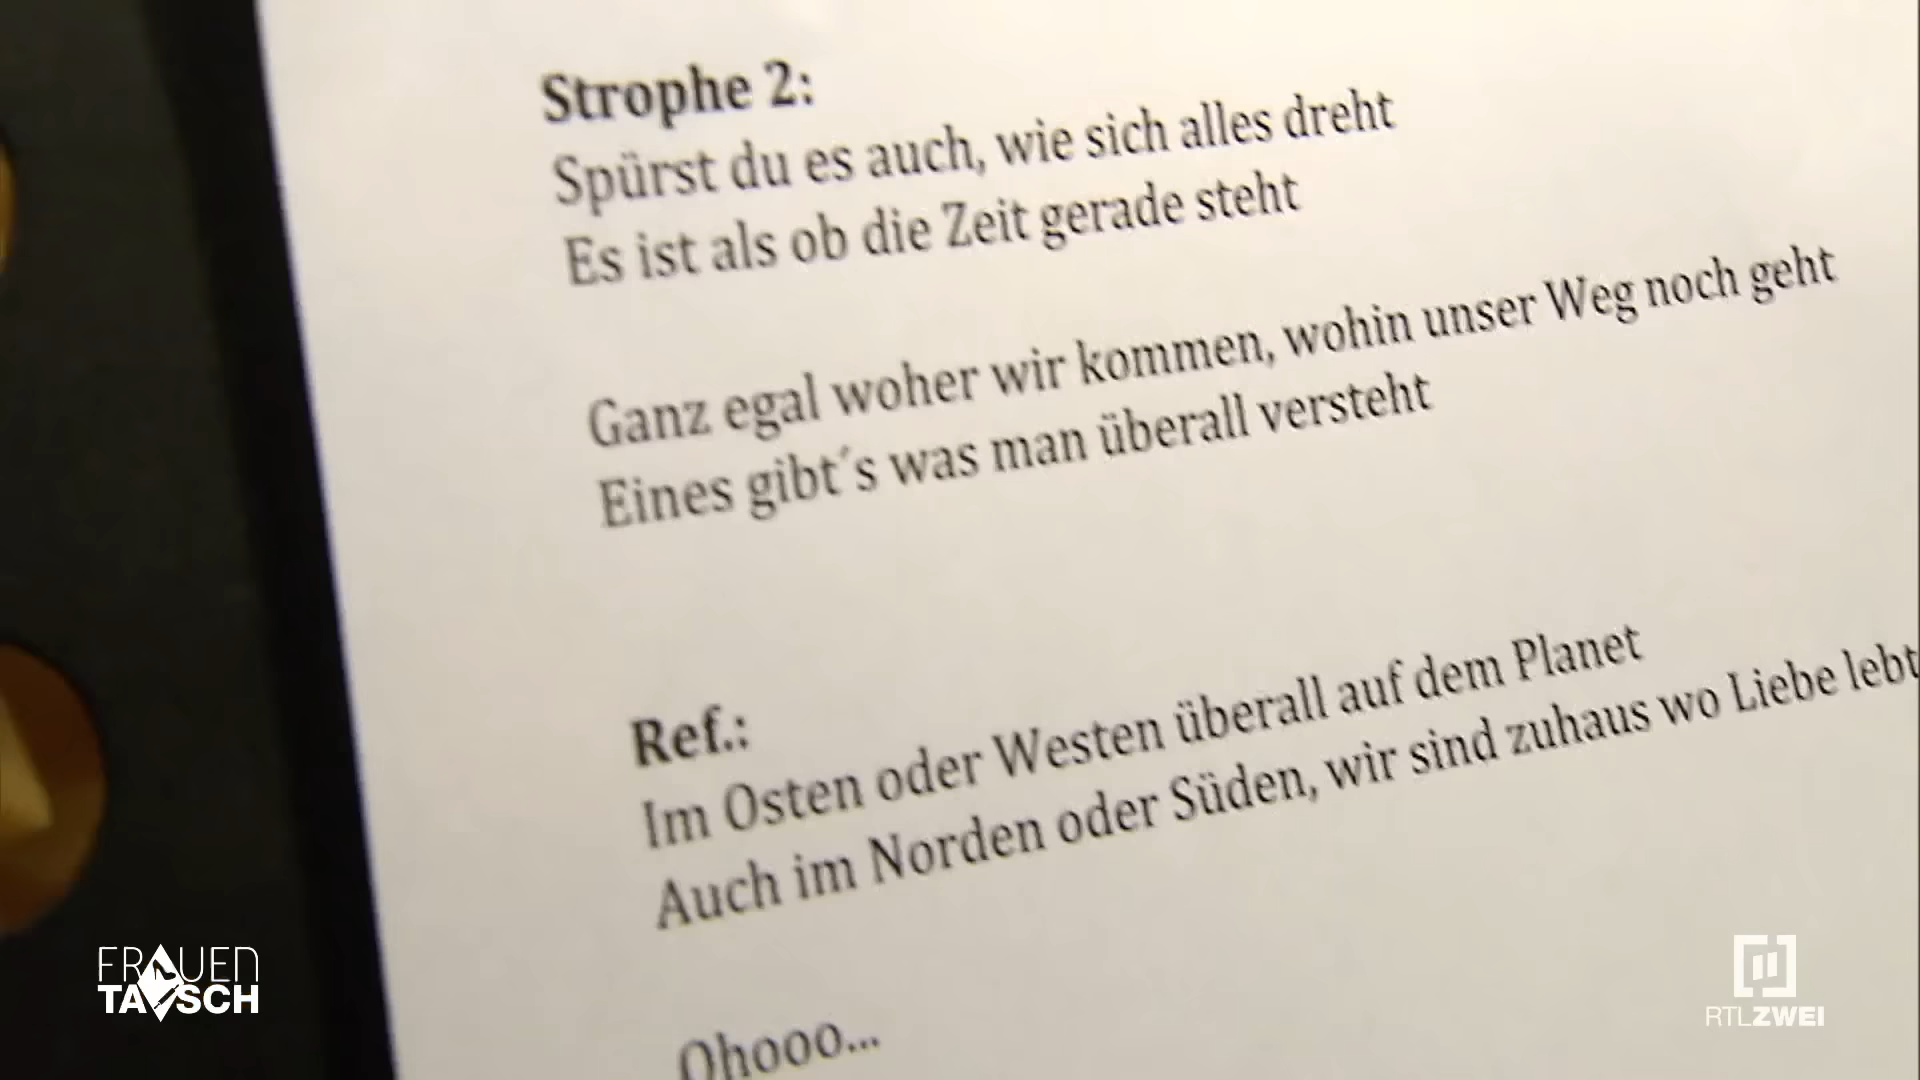 Strophe 2:
Spürst du es auch, wie sich alles dreht
Es ist als ob die Zeit gerade steht
Ganz egal woher wir kommen, wohin unser Weg noch geht
Eines gibt´s was man überall versteht
Ref.:
Im Osten oder Westen überall auf dem Planet
Auch im Norden oder Süden, wir sind zuhaus wo Liebe lebt
Ohooo...
FRAUEN
TAUSCH
RTLZWEI